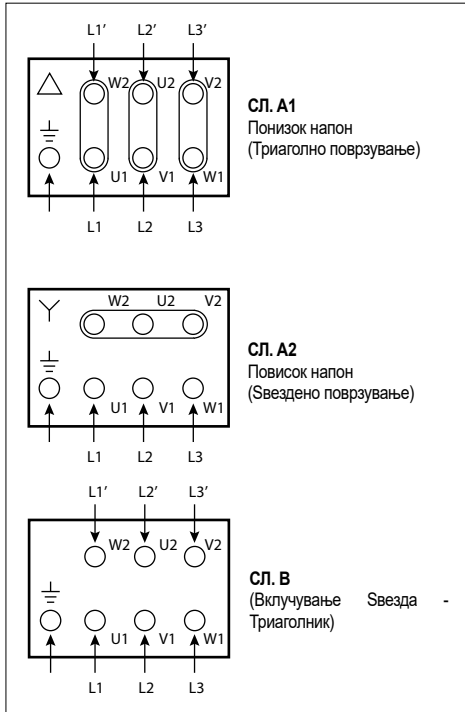 L1’ L2’ L3’
W2 U2 V2
U1 V1 W1
L1 L2 L3
СЛ. A1
Понизок напон
(Триаголно поврзување)
W2 U2 V2
U1 V1 W1
L1 L2 L3
СЛ. A2
Повисок напон
(Ѕвездено поврзување)
L1’ L2’ L3’
W2 U2 V2
U1 V1 W1
L1 L2 L3
СЛ. B
(Вклучување Ѕвезда -
Триаголник)